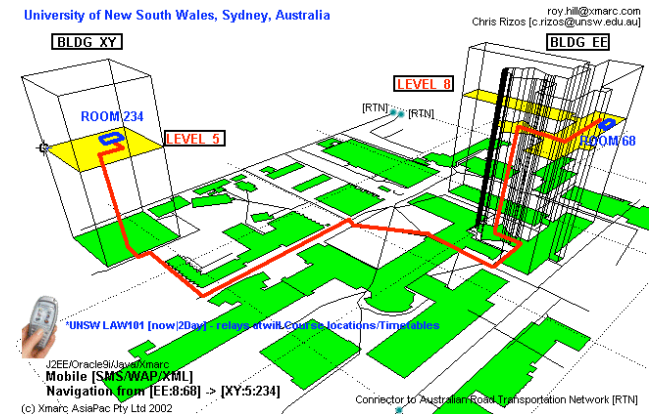 University of New South Wales, Sydney, Australia
roy.hill@xmarc.com
Chris Rizos [c.rizos@unsw.edu.au]
BLDG XY
BLDG EE
LEVEL 8
[RTN]
[RTN]
ROOM 234
LEVEL 5
ROOM 68
*UNSW LAW101 [now|2Day] - relays at will Course locations/Timetables
J2EE/Oracle9i/Java/Xmarc
Mobile [SMS/WAP/XML]
Navigation from [EE:8:68] -> [XY:5:234]
Connector to Australian Road Transportation Network [RTN]
(c) Xmarc AsiaPac Pty Ltd 2002